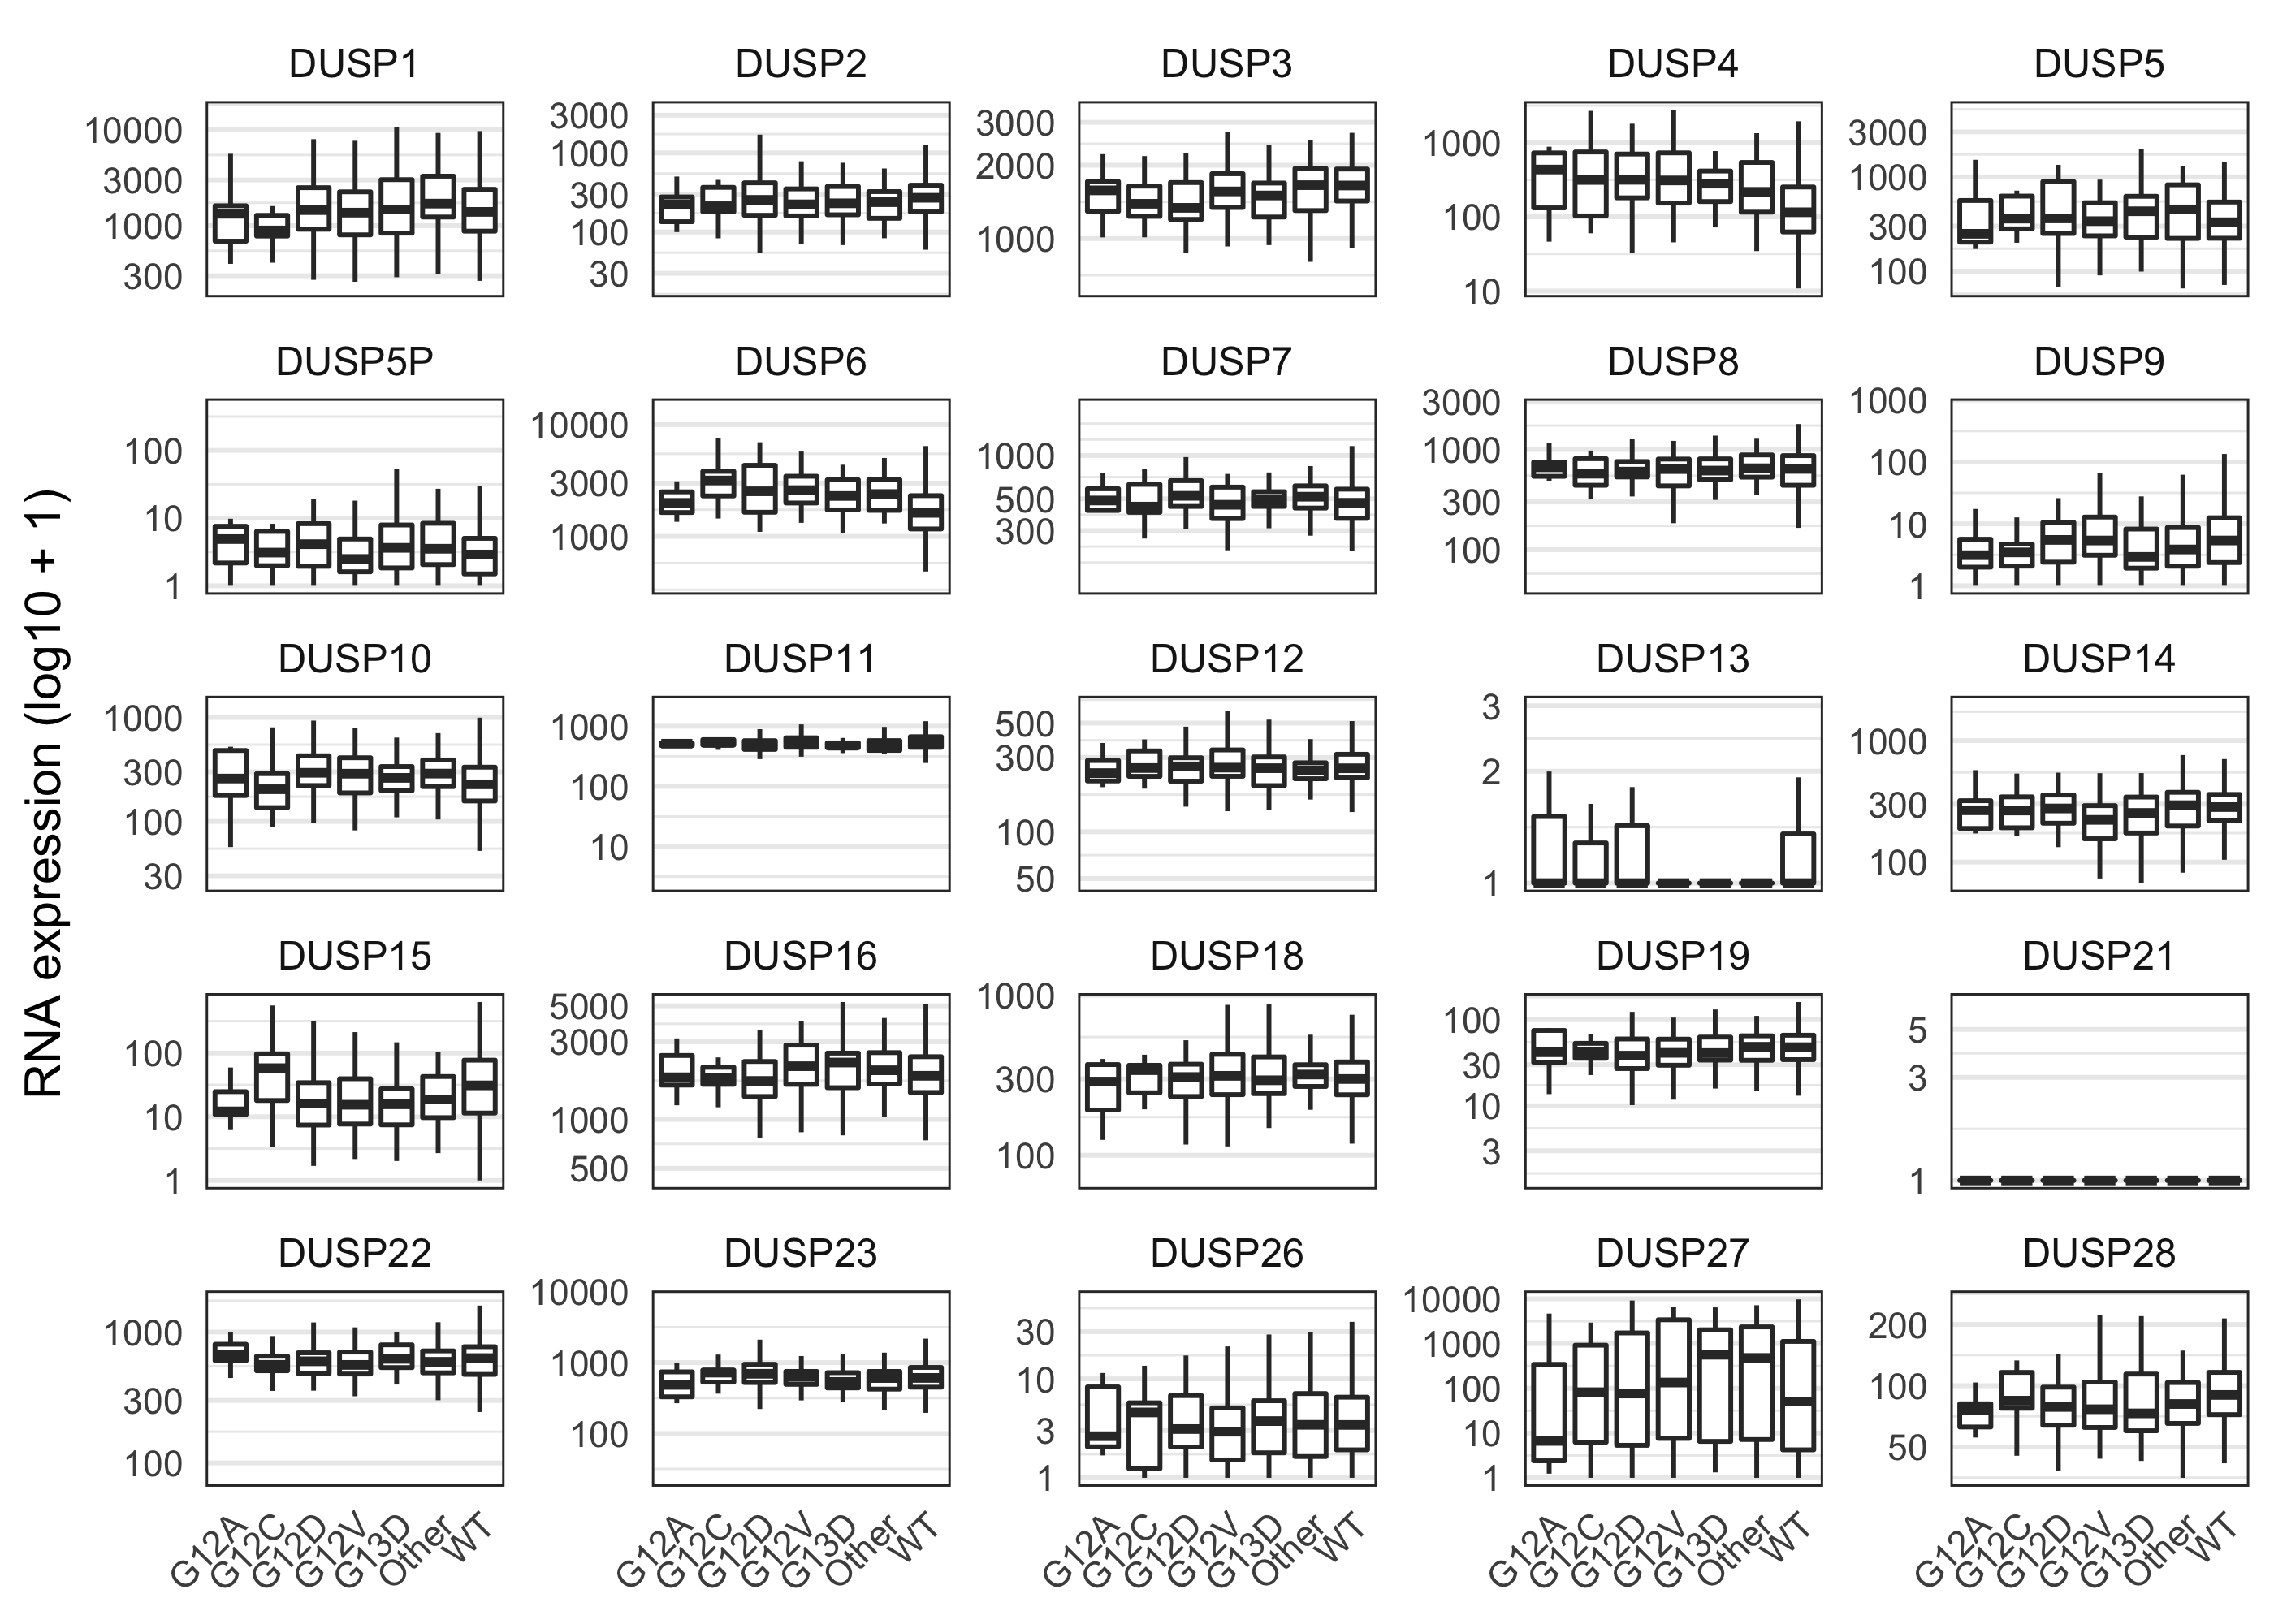 DUSP1 DUSP2 DUSP3 DUSP4 DUSP5
10000 3000 1000 300
3000 1000 300 100 30
3000 2000 1000
1000 100 10
3000 1000 300 100
DUSP5P DUSP6 DUSP7 DUSP8 DUSP9
100 10 1
10000 3000 1000
1000 500 300
3000 1000 300 100
1000 100 10 1
RNA expression (log10 + 1)
DUSP10 DUSP11 DUSP12 DUSP13 DUSP14
1000 300 100 30
1000 100 10
500 300 100 50
3 2 1
1000 300 100
DUSP15 DUSP16 DUSP18 DUSP19 DUSP21
100 10 1
5000 3000 1000 500
1000 300 100
100 30 10 3
5 3 1
DUSP22 DUSP23 DUSP26 DUSP27 DUSP28
1000 300 100
10000 1000 100
30 10 3 1
10000 1000 100 10 1
200 100 50
G12A G12C G12D G12V G13D Other WT
G12A G12C G12D G12V G13D Other WT
G12A G12C G12D G12V G13D Other WT
G12A G12C G12D G12V G13D Other WT
G12A G12C G12D G12V G13D Other WT